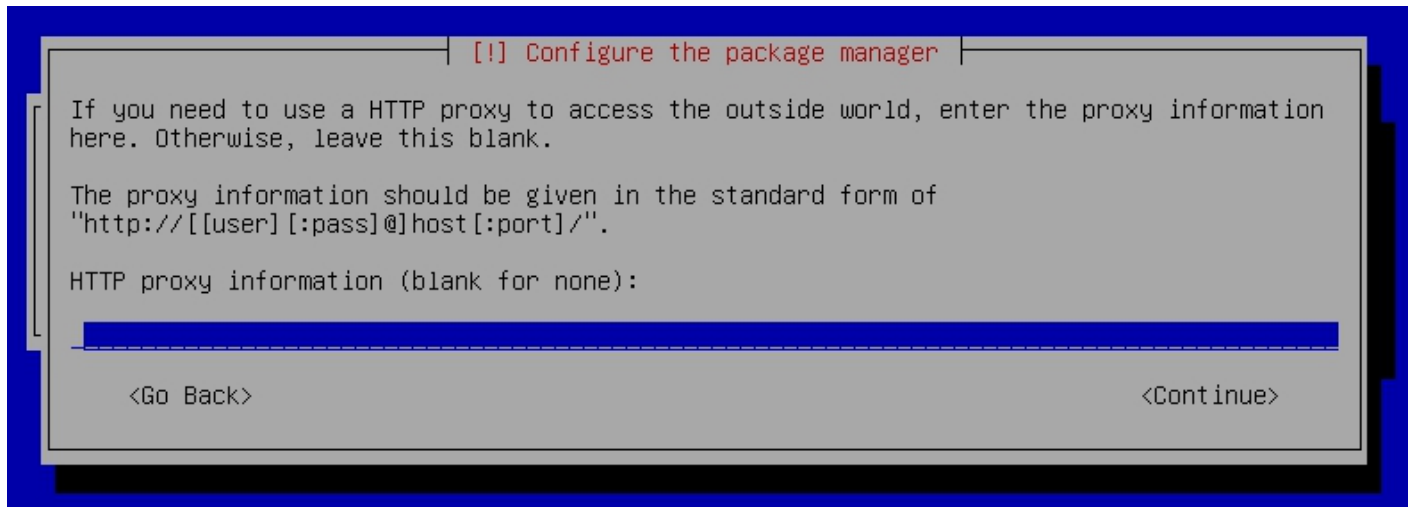 [!] Configure the package manager
If you need to use a HTTP proxy to access the outside world, enter the proxy information
here. Otherwise, leave this blank.
The proxy information should be given in the standard form of
"http://[[user][:pass]@]host[:port]/".
HTTP proxy information (blank for none):
<Go Back> <Continue>